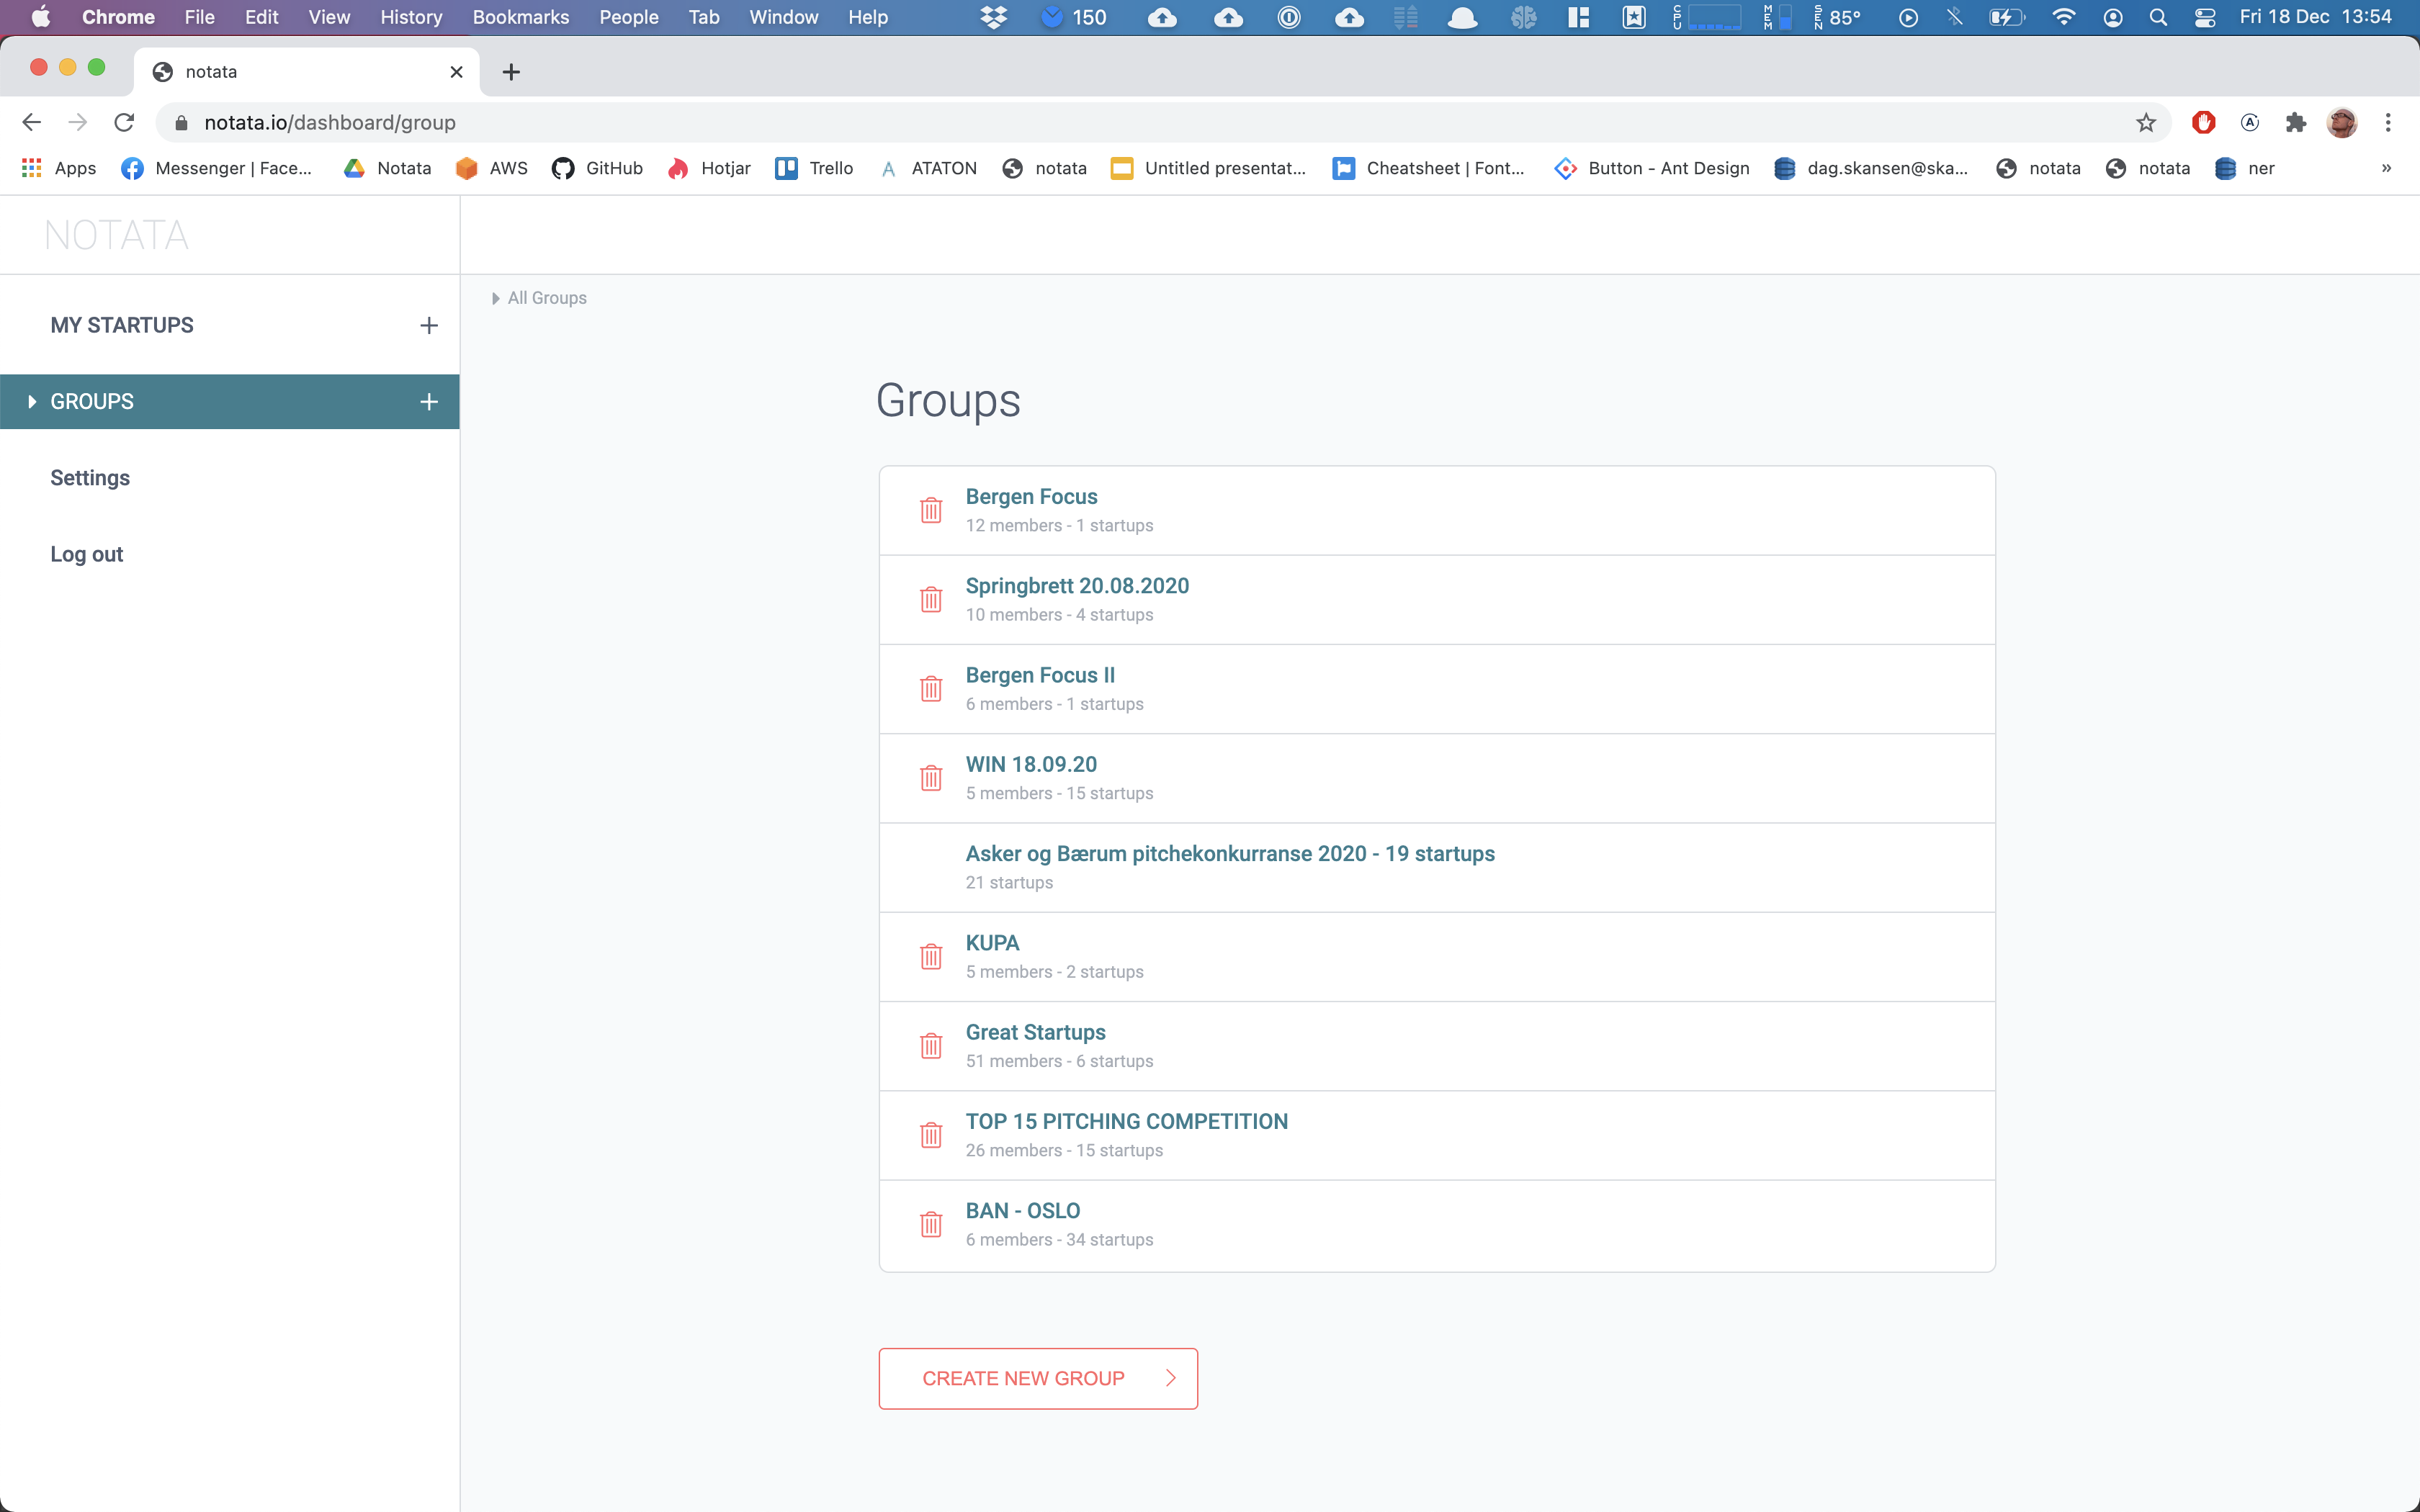 Chrome File Edit View History Bookmarks People Tab Window Help 150 CPU MEM SEN 85° Fri 18 Dec 13:54
notata
notata.io/dashboard/group
Apps Messenger | Face... Notata AWS GitHub Hotjar Trello ATATON notata Untitled presentat... Cheatsheet | Font... Button - Ant Design dag.skansen@ska... notata notata ner »
NOTATA
All Groups
MY STARTUPS
GROUPS
Settings
Log out
Groups
Bergen Focus
12 members - 1 startups
Springbrett 20.08.2020
10 members - 4 startups
Bergen Focus II
6 members - 1 startups
WIN 18.09.20
5 members - 15 startups
Asker og Bærum pitchekonkurranse 2020 - 19 startups
21 startups
KUPA
5 members - 2 startups
Great Startups
51 members - 6 startups
TOP 15 PITCHING COMPETITION
26 members - 15 startups
BAN - OSLO
6 members - 34 startups
CREATE NEW GROUP